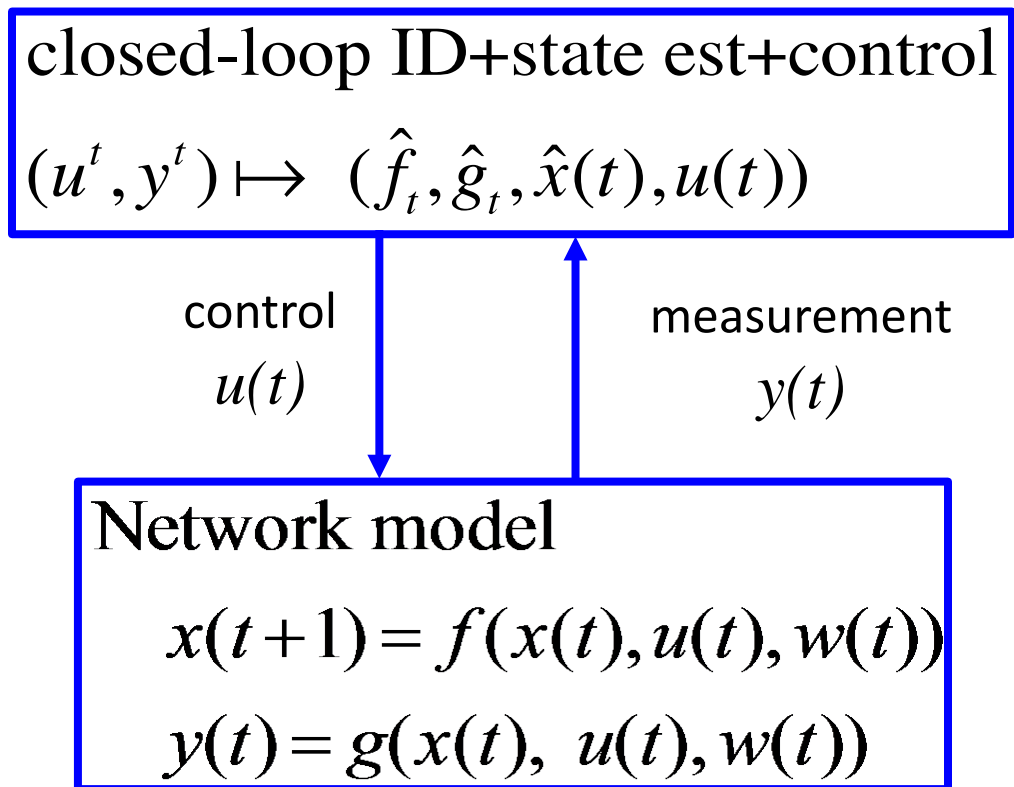 closed-loop ID+state est+control
(u^t, y^t) ↦ (f̂_t, ĝ_t, x̂(t), u(t))
control
u(t)
measurement
y(t)
Network model
x(t+1) = f(x(t), u(t), w(t))
y(t) = g(x(t), u(t), w(t))